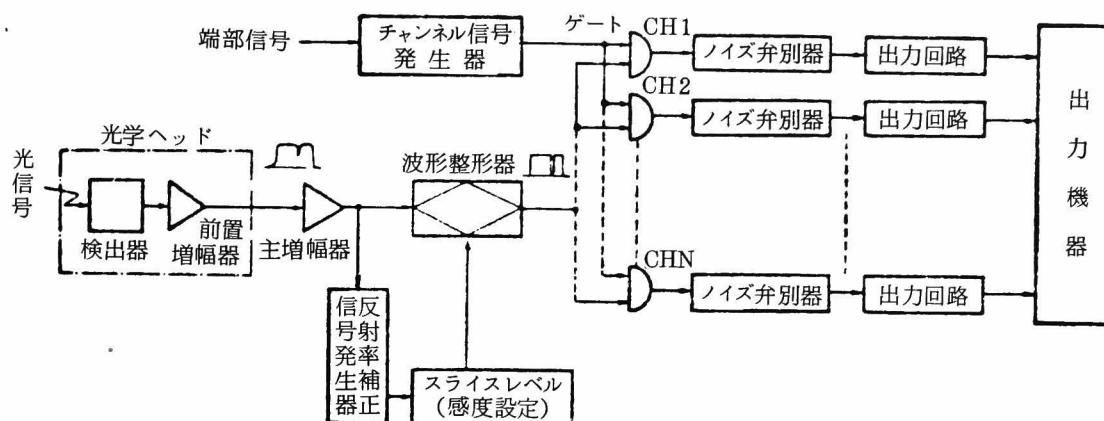 端部信号
チャンネル信号
発生器
ゲート
CH1
ノイズ弁別器
出力回路
CH2
ノイズ弁別器
出力回路
出力機器
光学ヘッド
光信号
検出器
前置
増幅器
主増幅器
波形整形器
CHN
ノイズ弁別器
出力回路
反射率補正
信号発生器
スライスレベル
(感度設定)